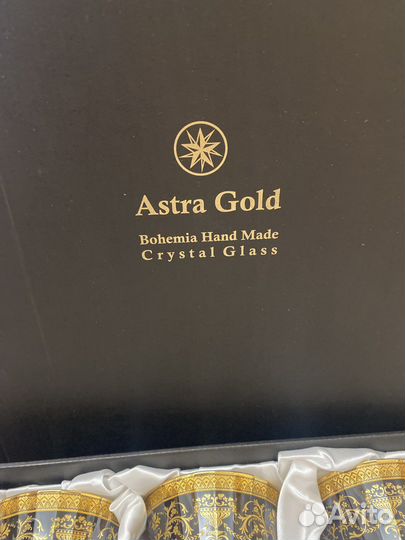 Astra Gold
Bohemia Hand Made
Crystal Glass
Avito